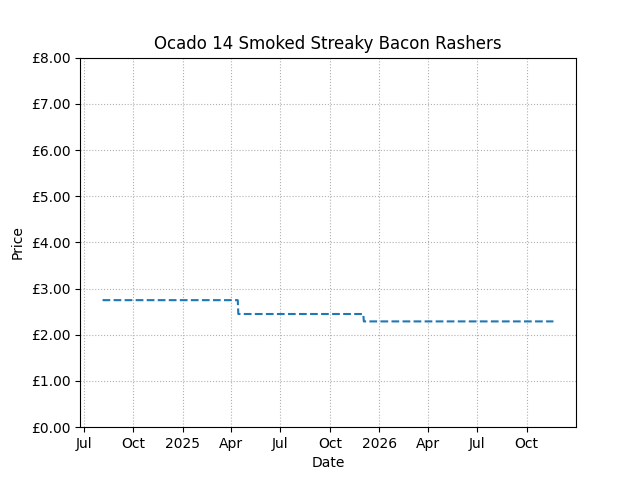 Ocado 14 Smoked Streaky Bacon Rashers
£8.00
£7.00
£6.00
£5.00
£4.00
£3.00
£2.00
£1.00
£0.00
Price
Jul Oct 2025 Apr Jul Oct 2026 Apr Jul Oct
Date